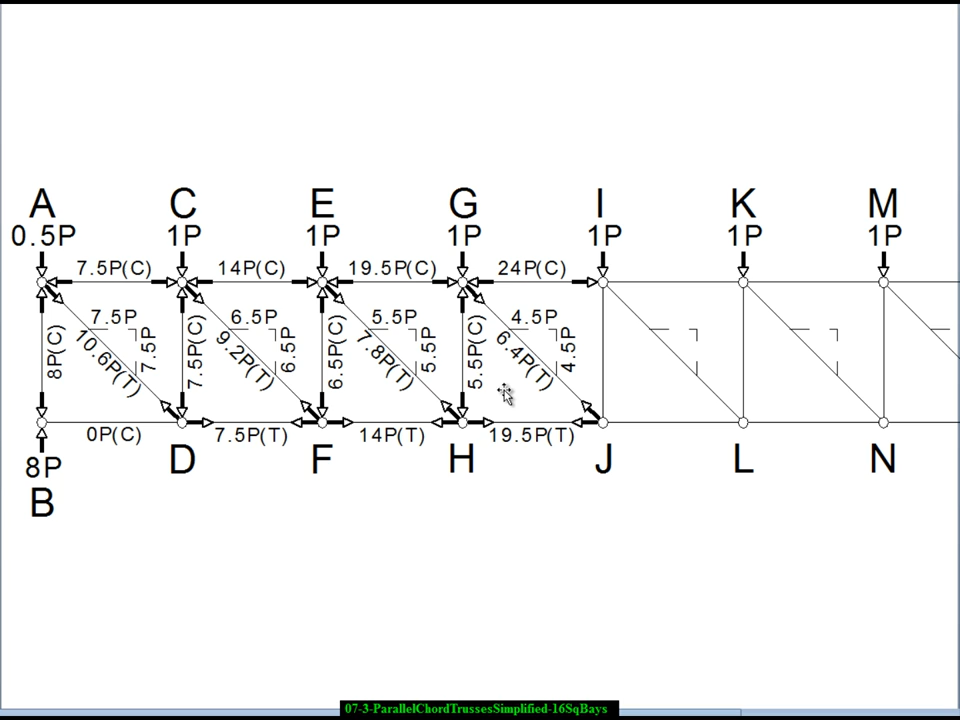 A C E G I K M
0.5P 1P 1P 1P 1P 1P 1P
7.5P(C) 14P(C) 19.5P(C) 24P(C)
7.5P 6.5P 5.5P 4.5P
8P(C) 10.6P(T) 7.5P 7.5P(C) 9.2P(T) 6.5P 6.5P(C) 7.8P(T) 5.5P 5.5P(C) 6.4P(T) 4.5P
0P(C) 7.5P(T) 14P(T) 19.5P(T)
8P D F H J L N
B
07-3-ParallelChordTrussesSimplified-16SqBays